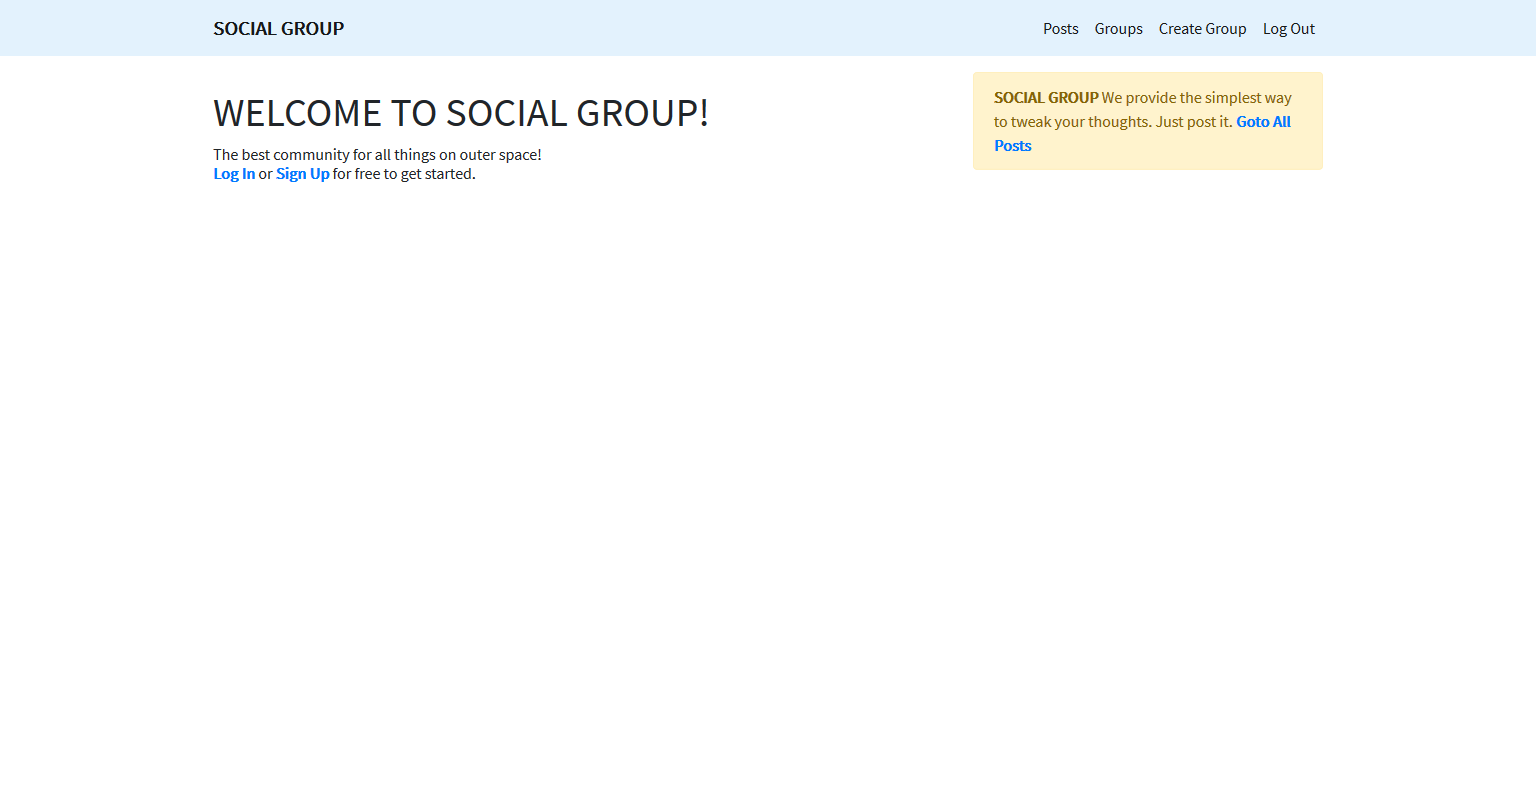 SOCIAL GROUP
Posts Groups Create Group Log Out
WELCOME TO SOCIAL GROUP!
The best community for all things on outer space!
Log In or Sign Up for free to get started.
SOCIAL GROUP We provide the simplest way
to tweak your thoughts. Just post it. Goto All
Posts